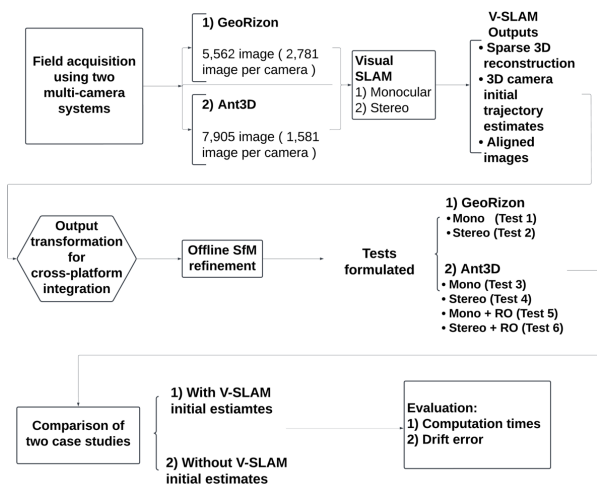 Field acquisition
using two
multi-camera
systems
1) GeoRizon
5,562 image ( 2,781
image per camera )
2) Ant3D
7,905 image ( 1,581
image per camera )
Visual
SLAM
1) Monocular
2) Stereo
V-SLAM
Outputs
• Sparse 3D
reconstruction
• 3D camera
initial
trajectory
estimates
• Aligned
images
Output
transformation
for
cross-platform
integration
Offline SfM
refinement
Tests
formulated
1) GeoRizon
• Mono (Test 1)
• Stereo (Test 2)
2) Ant3D
• Mono (Test 3)
• Stereo (Test 4)
• Mono + RO (Test 5)
• Stereo + RO (Test 6)
Comparison of
two case studies
1) With V-SLAM
initial estiamtes
2) Without V-SLAM
initial estimates
Evaluation:
1) Computation times
2) Drift error